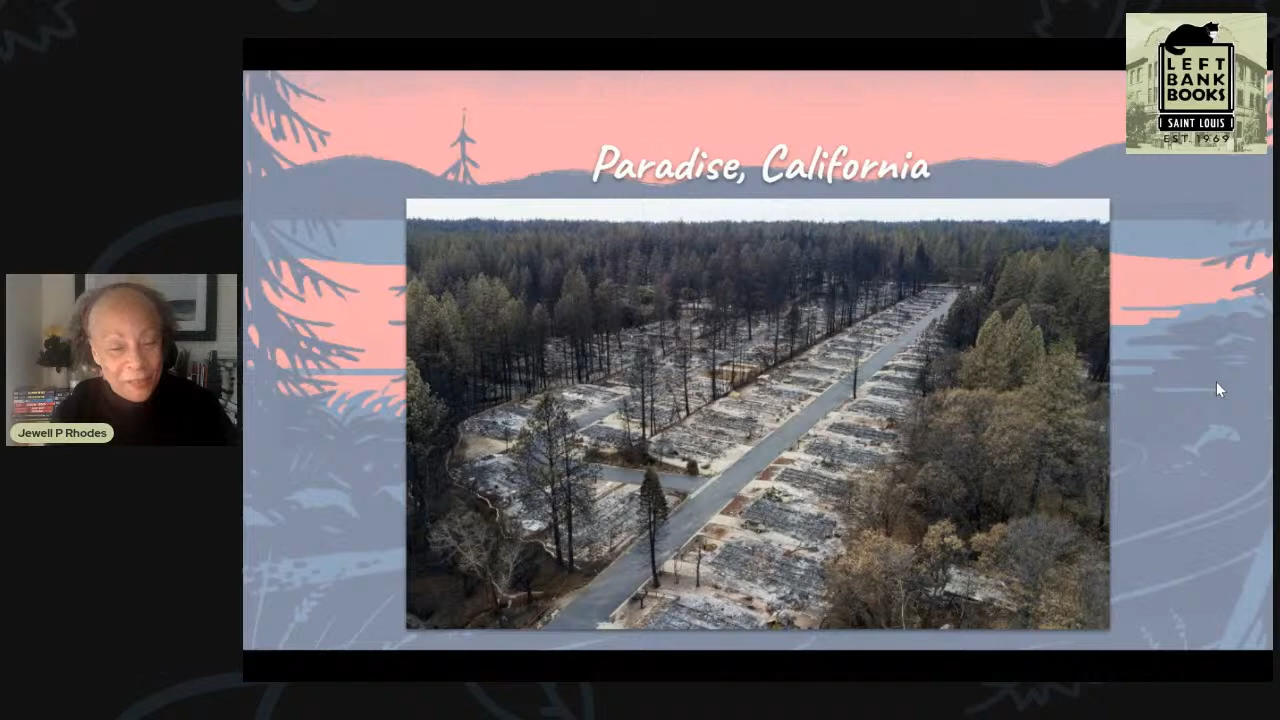 LEFT
BANK
BOOKS
SAINT LOUIS
EST. 1969
Paradise, California
Jewell P Rhodes